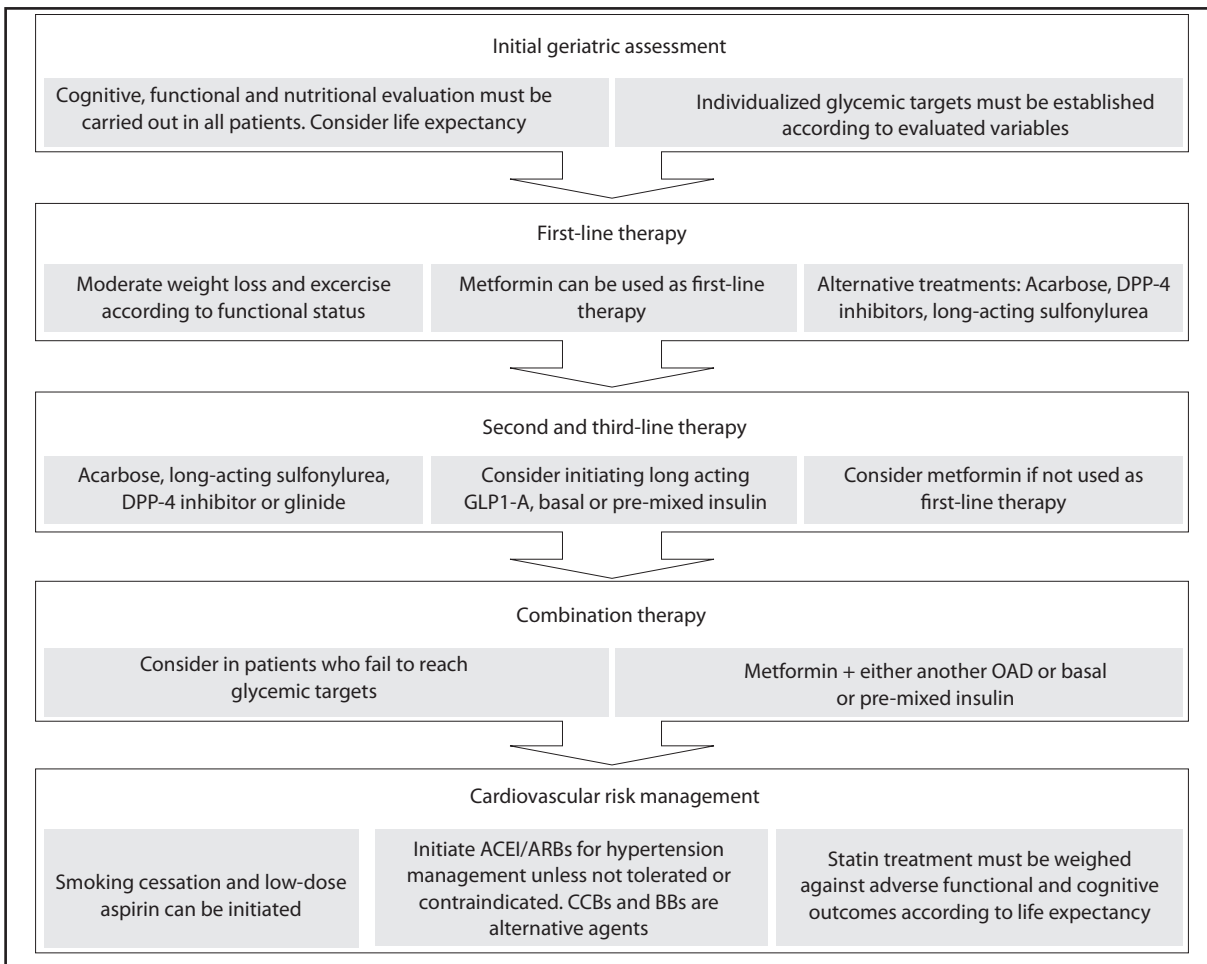 Initial geriatric assessment
Cognitive, functional and nutritional evaluation must be
carried out in all patients. Consider life expectancy
Individualized glycemic targets must be established
according to evaluated variables
First-line therapy
Moderate weight loss and excercise
according to functional status
Metformin can be used as first-line
therapy
Alternative treatments: Acarbose, DPP-4
inhibitors, long-acting sulfonylurea
Second and third-line therapy
Acarbose, long-acting sulfonylurea,
DPP-4 inhibitor or glinide
Consider initiating long acting
GLP1-A, basal or pre-mixed insulin
Consider metformin if not used as
first-line therapy
Combination therapy
Consider in patients who fail to reach
glycemic targets
Metformin + either another OAD or basal
or pre-mixed insulin
Cardiovascular risk management
Smoking cessation and low-dose
aspirin can be initiated
Initiate ACEI/ARBs for hypertension
management unless not tolerated or
contraindicated. CCBs and BBs are
alternative agents
Statin treatment must be weighed
against adverse functional and cognitive
outcomes according to life expectancy